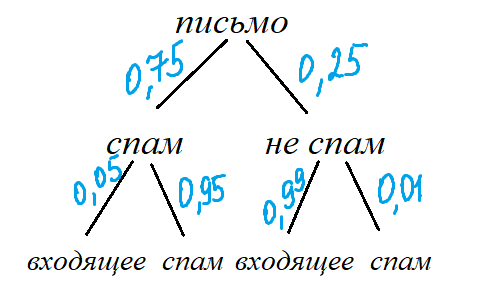 письмо
0,75 0,25
спам не спам
0,05 0,95 0,99 0,01
входящее спам входящее спам